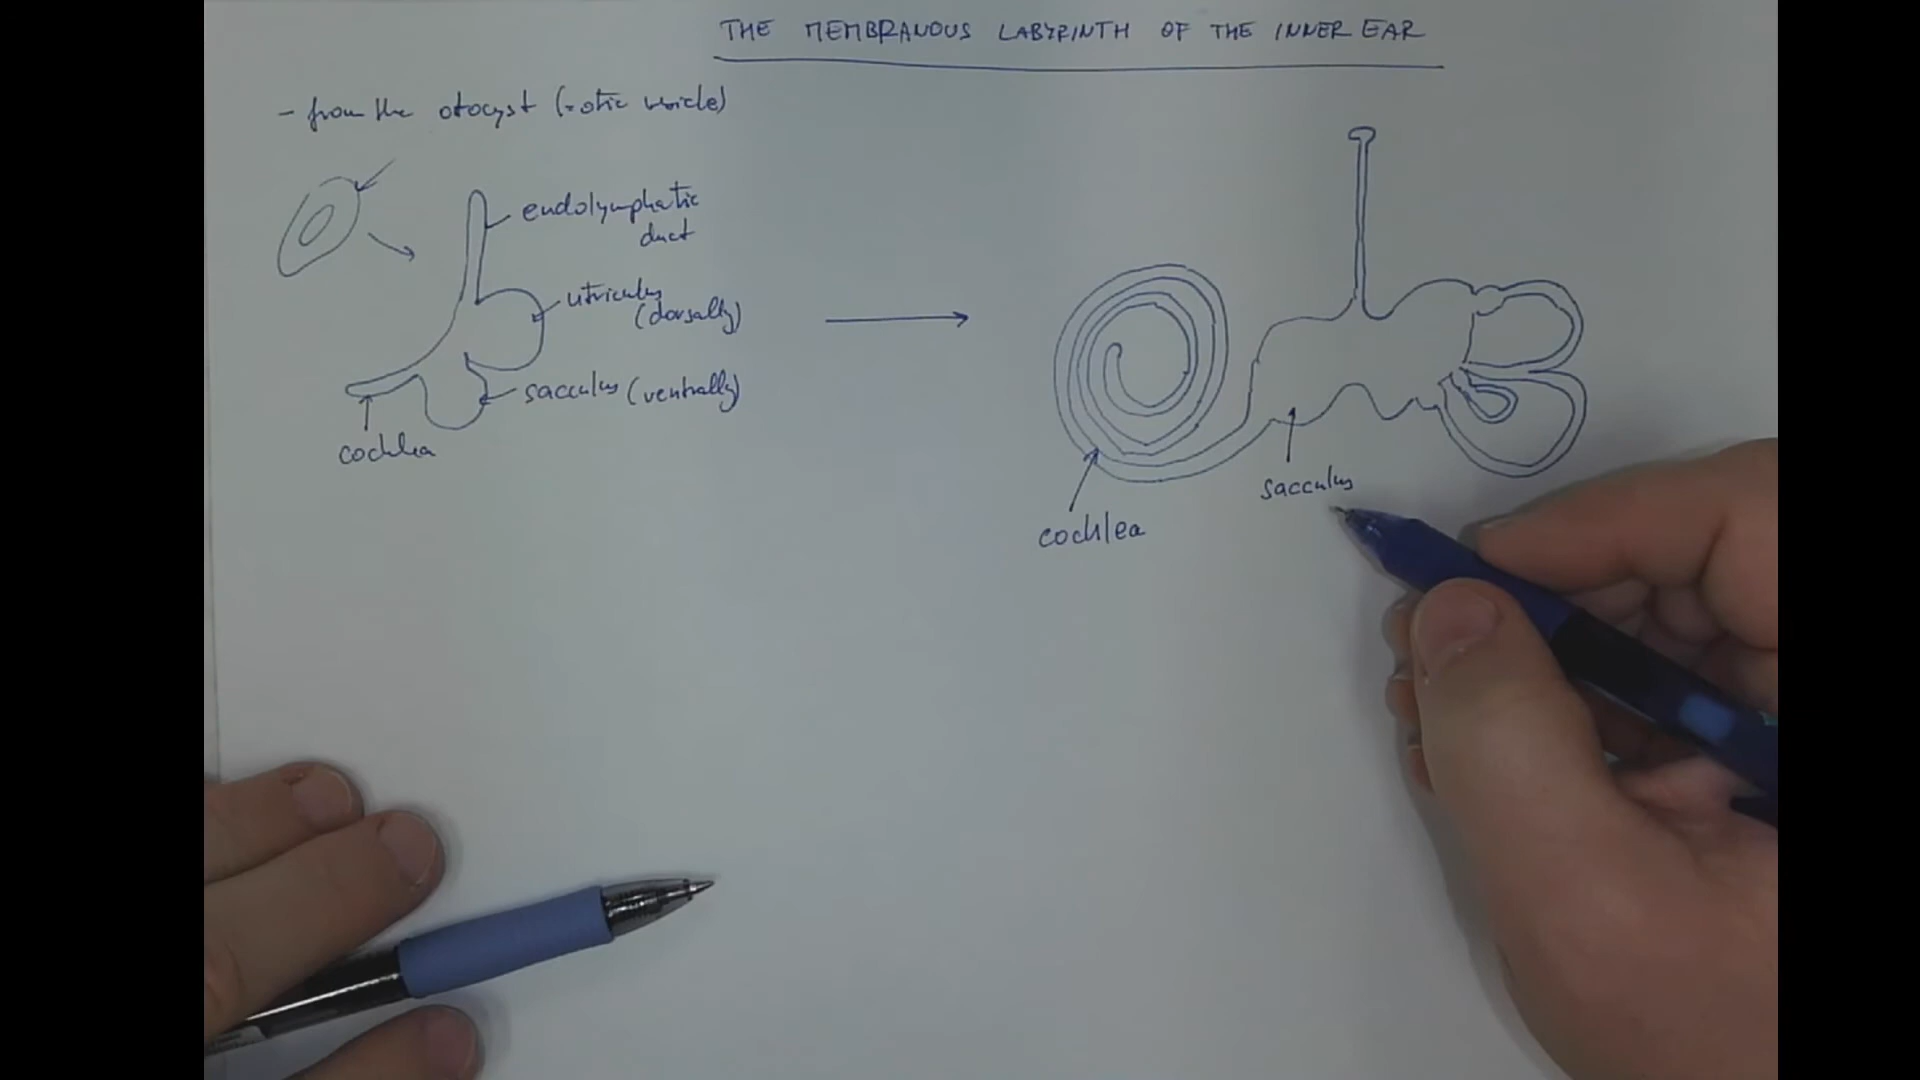 THE MEMBRANOUS LABYRINTH OF THE INNER EAR
- from the otocyst (= otic vesicle)
endolymphatic
duct
utriculus
(dorsally)
sacculus (ventrally)
cochlea
sacculus
cochlea